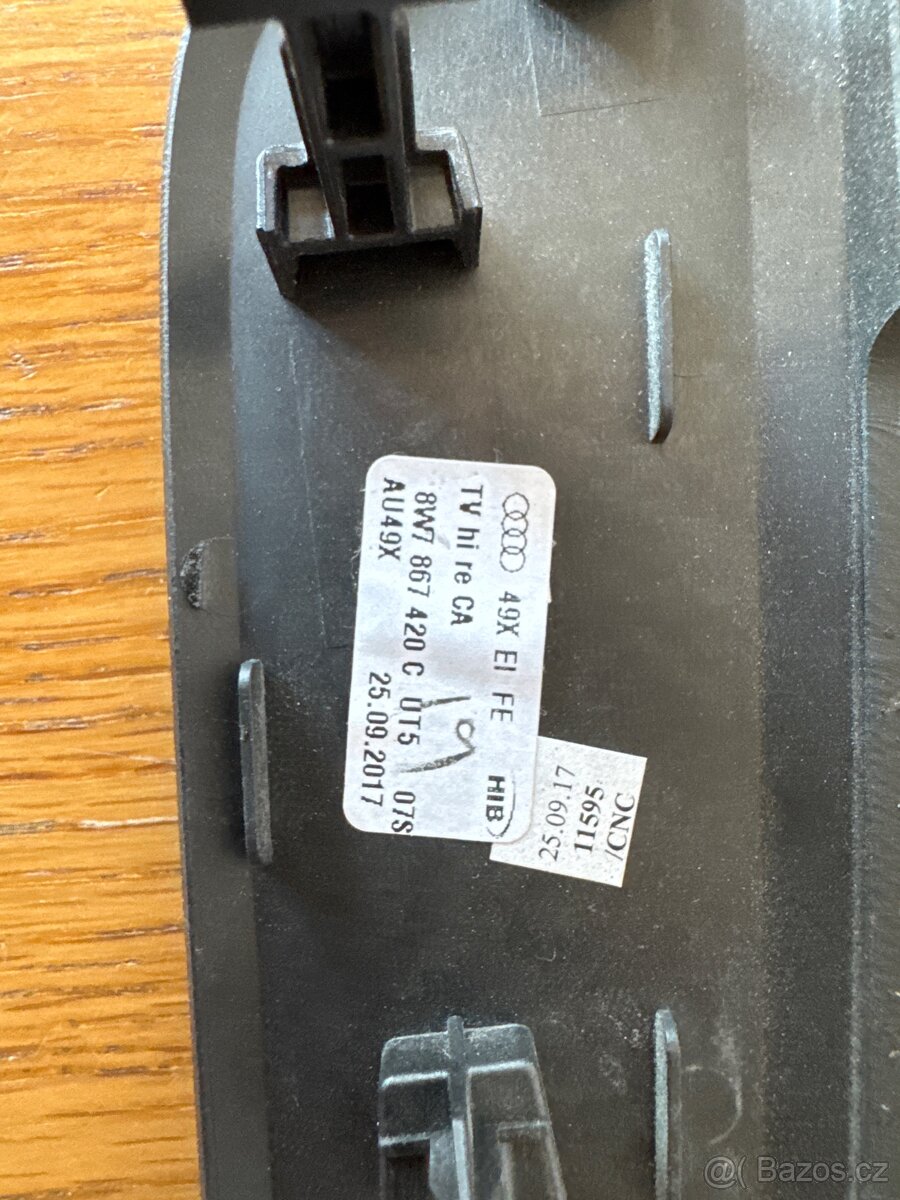 49X EI FE HIB
TV hi re CA
8W7 867 420 C UT5 07S
AU49X 25.09.2017
25.09.17
11595
/CNC
@( Bazos.cz